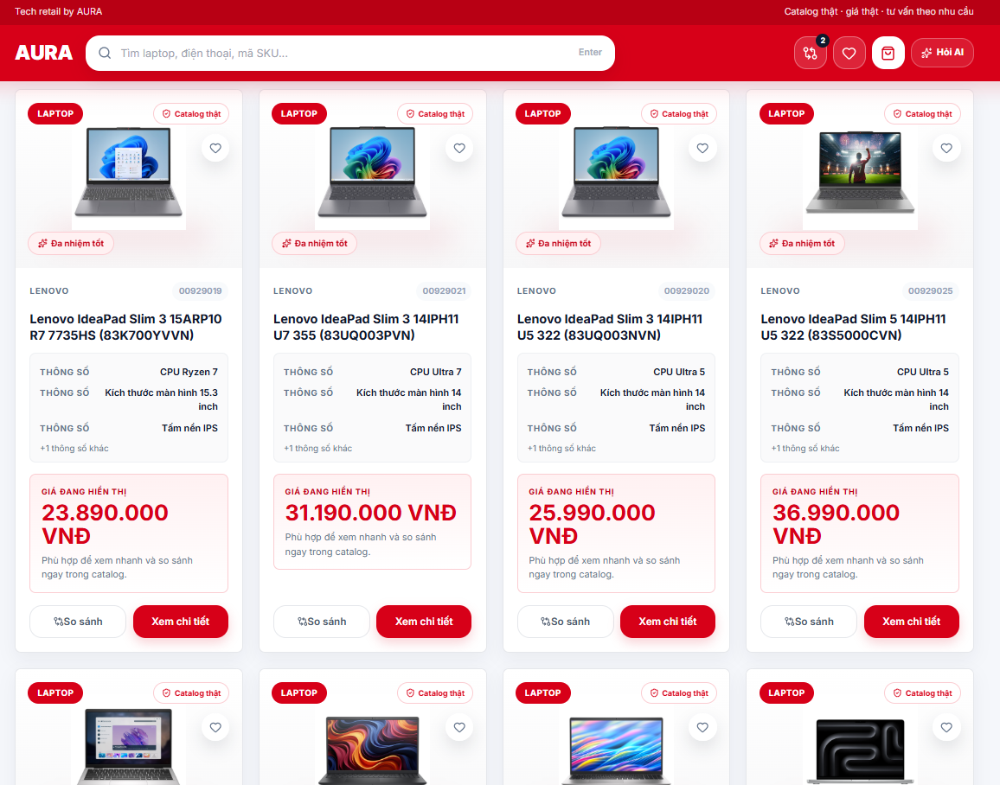 Tech retail by AURA
Catalog thật · giá thật · tư vấn theo nhu cầu
AURA
Tìm laptop, điện thoại, mã SKU...
Enter
2
Hỏi AI
LAPTOP
Catalog thật
Đa nhiệm tốt
LENOVO
00929019
Lenovo IdeaPad Slim 3 15ARP10
R7 7735HS (83K700YVVN)
THÔNG SỐ
CPU Ryzen 7
THÔNG SỐ
Kích thước màn hình 15.3
inch
THÔNG SỐ
Tấm nền IPS
+1 thông số khác
GIÁ ĐANG HIỂN THỊ
23.890.000
VNĐ
Phù hợp để xem nhanh và so sánh
ngay trong catalog.
So sánh
Xem chi tiết
LAPTOP
Catalog thật
Đa nhiệm tốt
LENOVO
00929021
Lenovo IdeaPad Slim 3 14IPH11
U7 355 (83UQ003PVN)
THÔNG SỐ
CPU Ultra 7
THÔNG SỐ
Kích thước màn hình 14
inch
THÔNG SỐ
Tấm nền IPS
+1 thông số khác
GIÁ ĐANG HIỂN THỊ
31.190.000 VNĐ
Phù hợp để xem nhanh và so sánh
ngay trong catalog.
So sánh
Xem chi tiết
LAPTOP
Catalog thật
Đa nhiệm tốt
LENOVO
00929020
Lenovo IdeaPad Slim 3 14IPH11
U5 322 (83UQ003NVN)
THÔNG SỐ
CPU Ultra 5
THÔNG SỐ
Kích thước màn hình 14
inch
THÔNG SỐ
Tấm nền IPS
+1 thông số khác
GIÁ ĐANG HIỂN THỊ
25.990.000
VNĐ
Phù hợp để xem nhanh và so sánh
ngay trong catalog.
So sánh
Xem chi tiết
LAPTOP
Catalog thật
Đa nhiệm tốt
LENOVO
00929025
Lenovo IdeaPad Slim 5 14IPH11
U5 322 (83S5000CVN)
THÔNG SỐ
CPU Ultra 5
THÔNG SỐ
Kích thước màn hình 14
inch
THÔNG SỐ
Tấm nền IPS
+1 thông số khác
GIÁ ĐANG HIỂN THỊ
36.990.000
VNĐ
Phù hợp để xem nhanh và so sánh
ngay trong catalog.
So sánh
Xem chi tiết
LAPTOP
Catalog thật
LAPTOP
Catalog thật
LAPTOP
Catalog thật
LAPTOP
Catalog thật